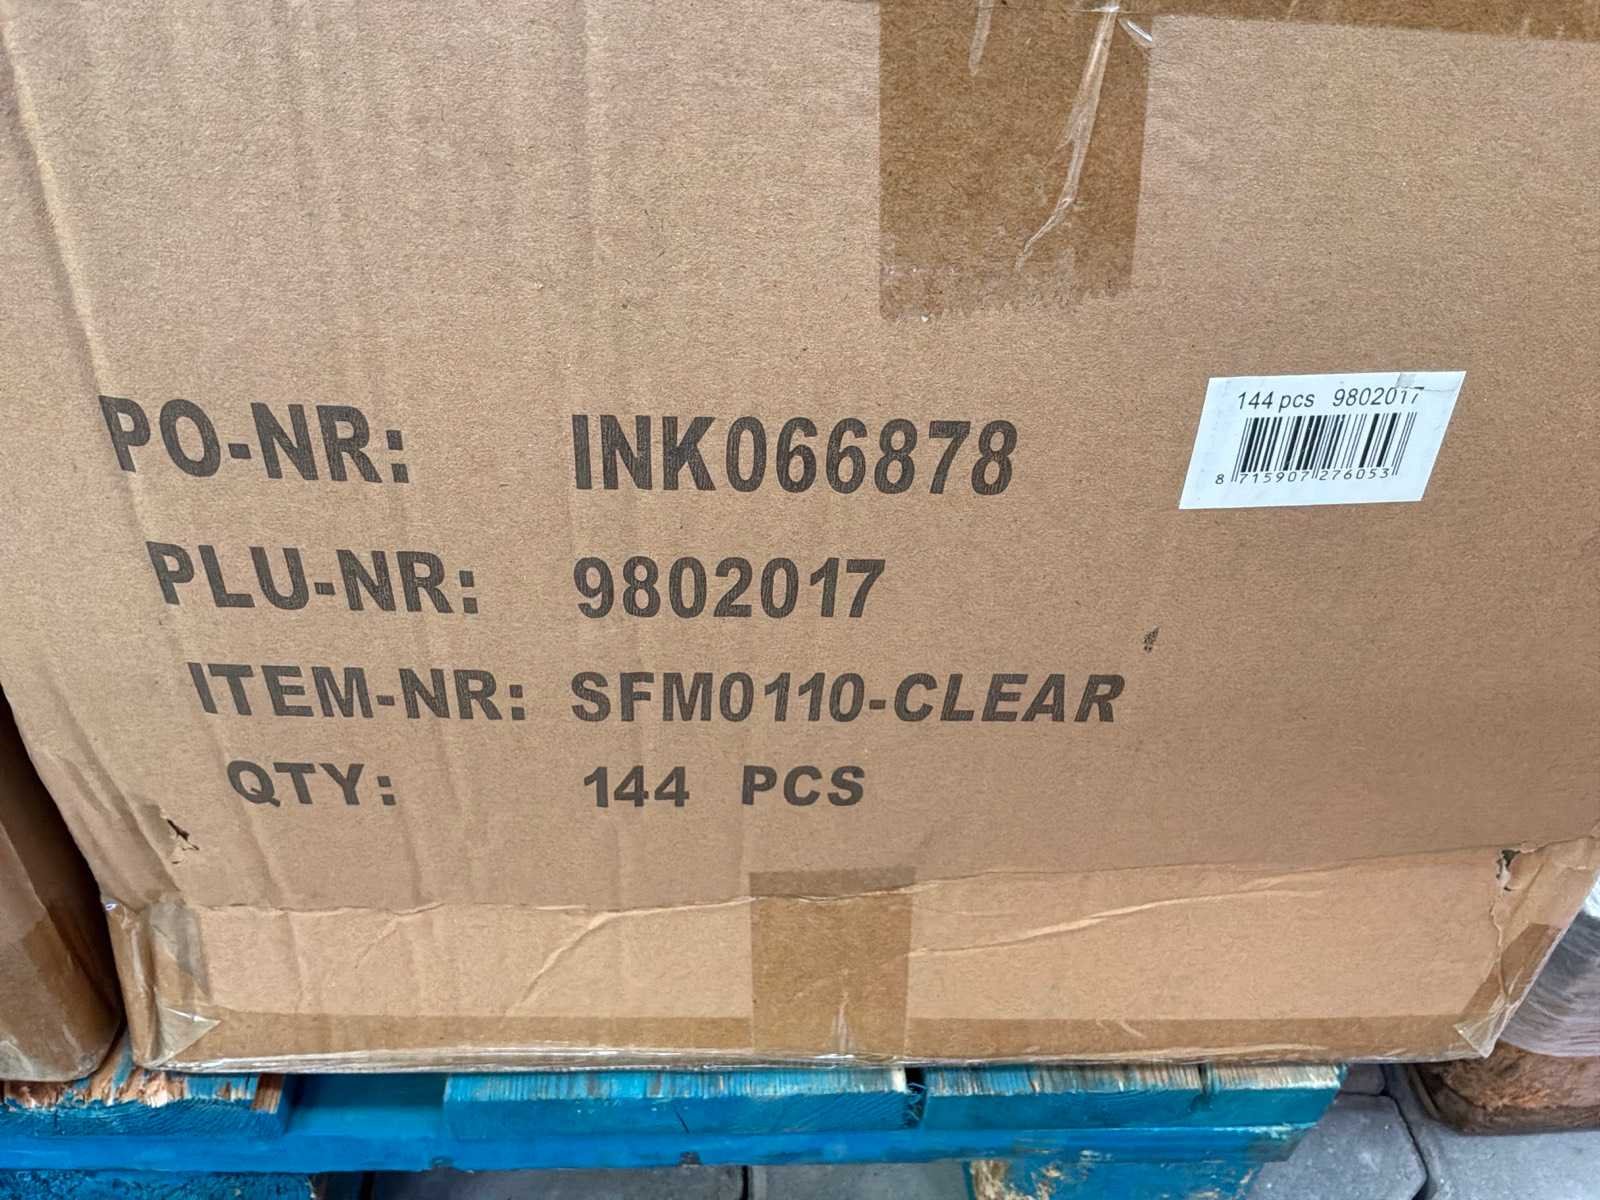 PO-NR: INK066878
144 pcs 9802017
8 715907 276053
PLU-NR: 9802017
ITEM-NR: SFM0110-CLEAR
QTY: 144 PCS